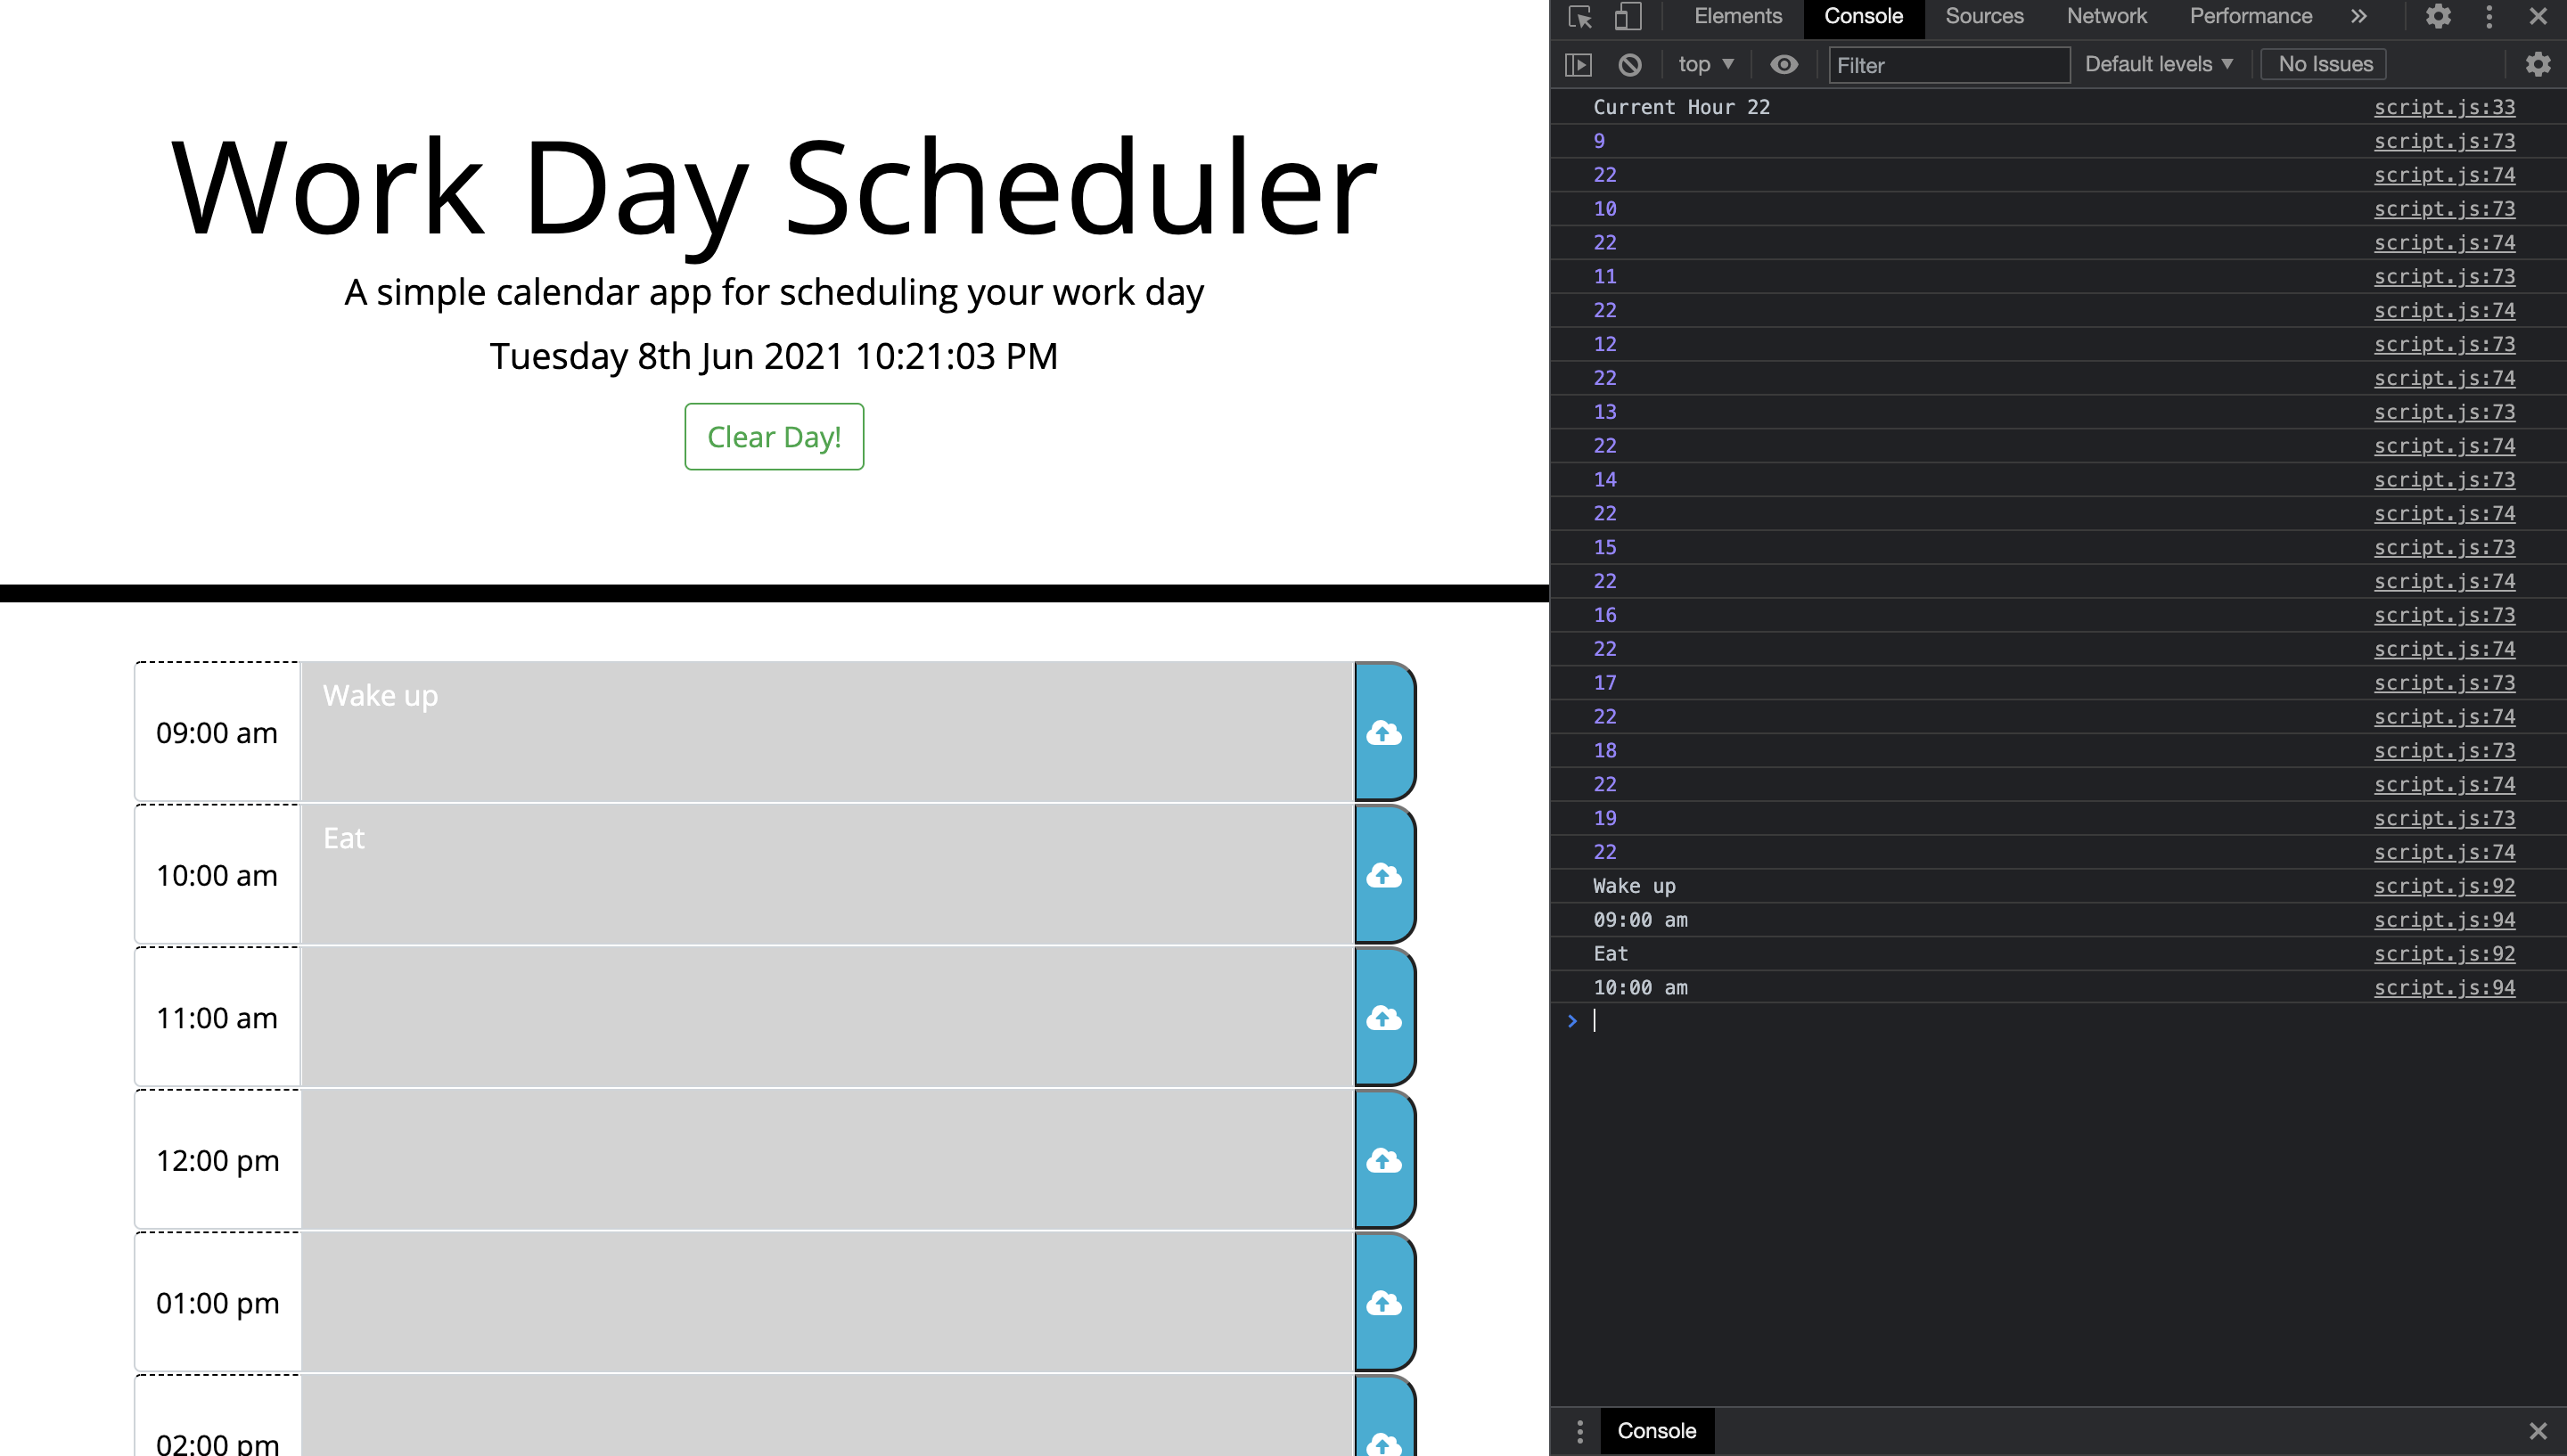 Work Day Scheduler
A simple calendar app for scheduling your work day
Tuesday 8th Jun 2021 10:21:03 PM
Clear Day!
09:00 am
Wake up
10:00 am
Eat
11:00 am
12:00 pm
01:00 pm
02:00 pm
Elements Console Sources Network Performance »
top Filter Default levels No Issues
Current Hour 22 script.js:33
9 script.js:73
22 script.js:74
10 script.js:73
22 script.js:74
11 script.js:73
22 script.js:74
12 script.js:73
22 script.js:74
13 script.js:73
22 script.js:74
14 script.js:73
22 script.js:74
15 script.js:73
22 script.js:74
16 script.js:73
22 script.js:74
17 script.js:73
22 script.js:74
18 script.js:73
22 script.js:74
19 script.js:73
22 script.js:74
Wake up script.js:92
09:00 am script.js:94
Eat script.js:92
10:00 am script.js:94
Console